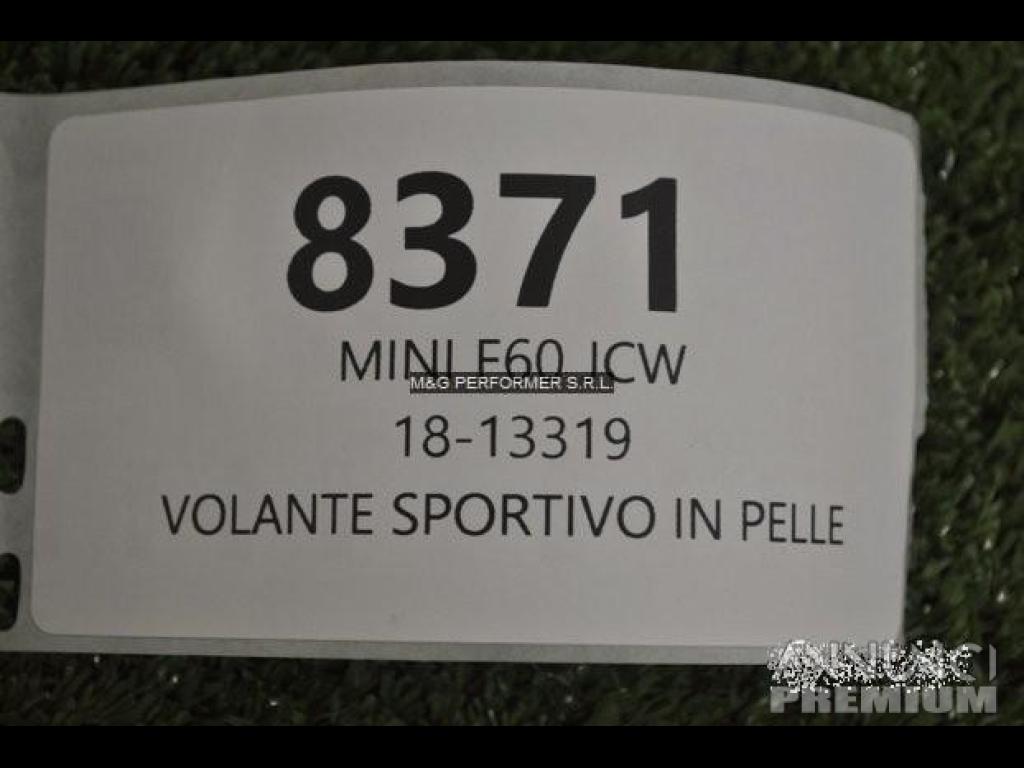 8371
MINI F60 JCW
M&G PERFORMER S.R.L.
18-13319
VOLANTE SPORTIVO IN PELLE
PREMIUM